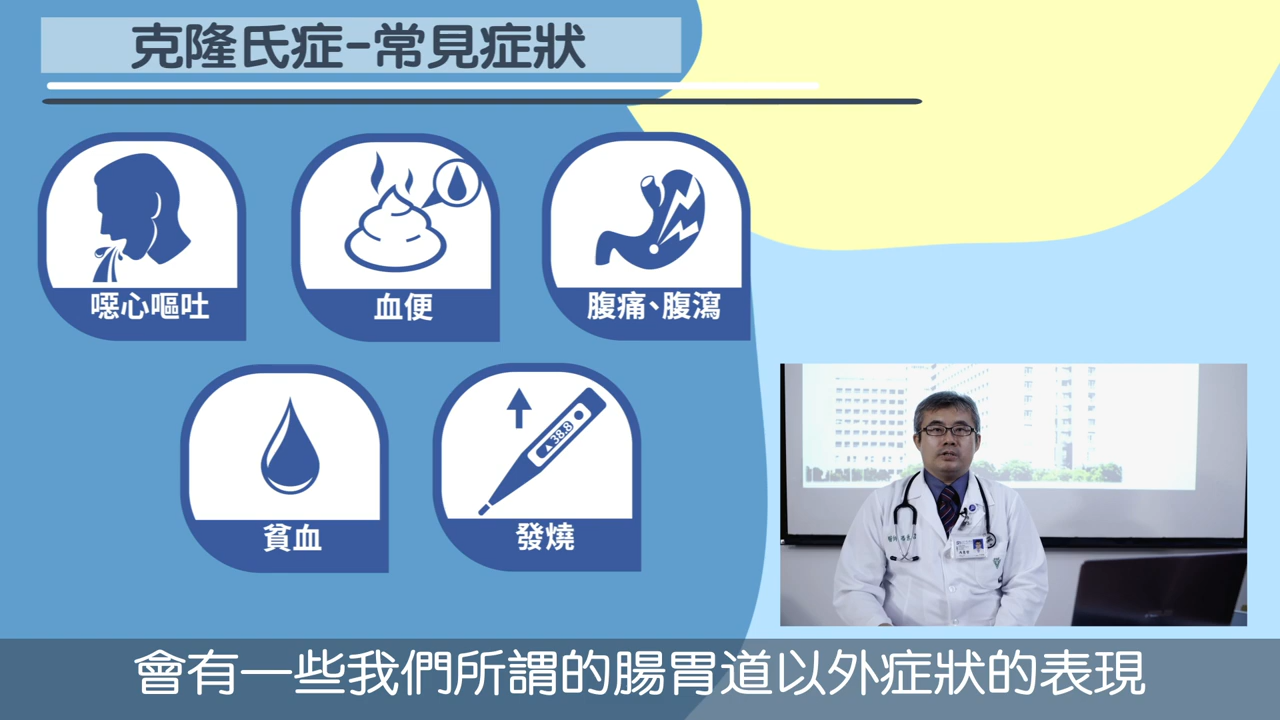 克隆氏症-常見症狀
噁心嘔吐
血便
腹痛、腹瀉
▲38.8
貧血
發燒
會有一些我們所謂的腸胃道以外症狀的表現